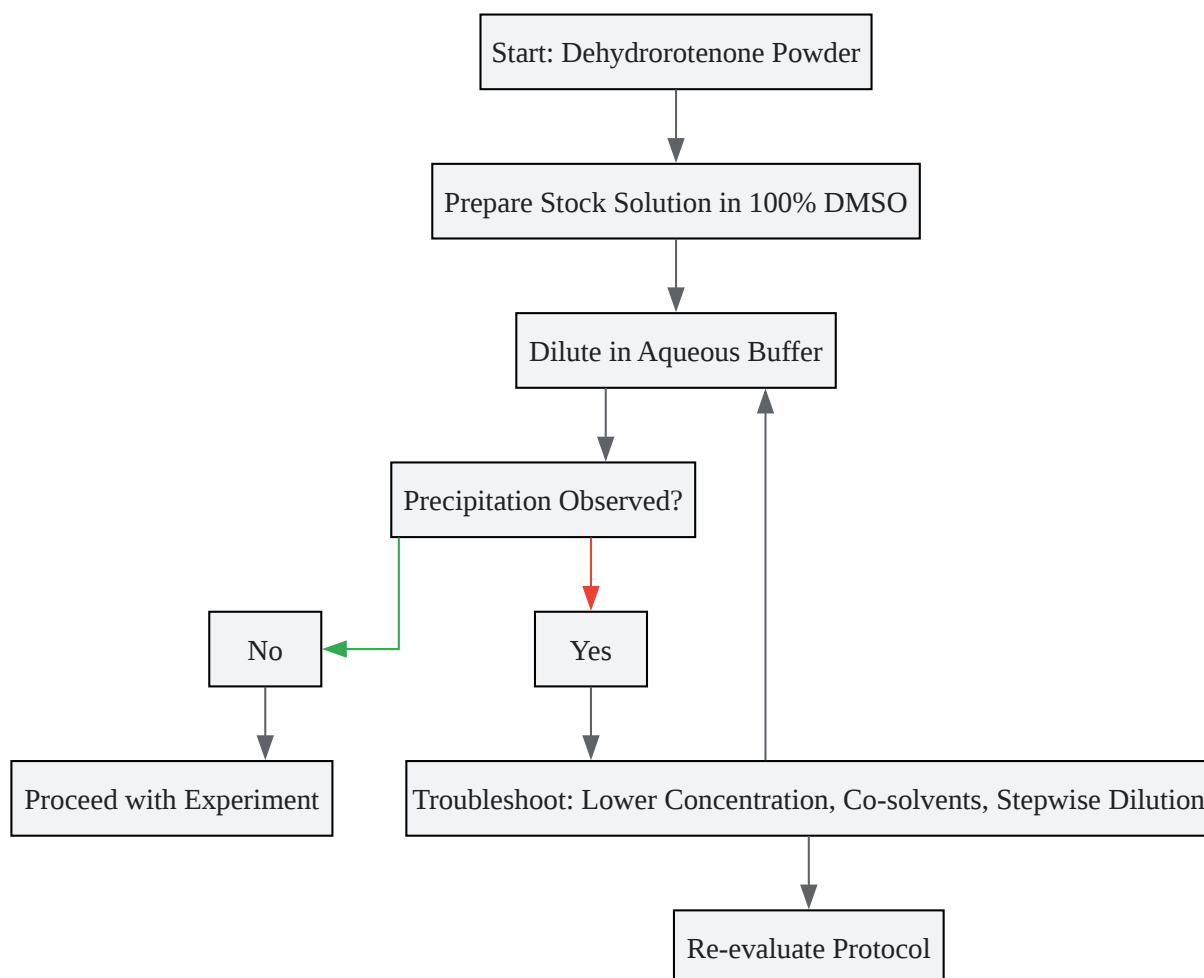 Start: Dehydrorotenone Powder
Prepare Stock Solution in 100% DMSO
Dilute in Aqueous Buffer
Precipitation Observed?
No
Yes
Proceed with Experiment
Troubleshoot: Lower Concentration, Co-solvents, Stepwise Dilution
Re-evaluate Protocol